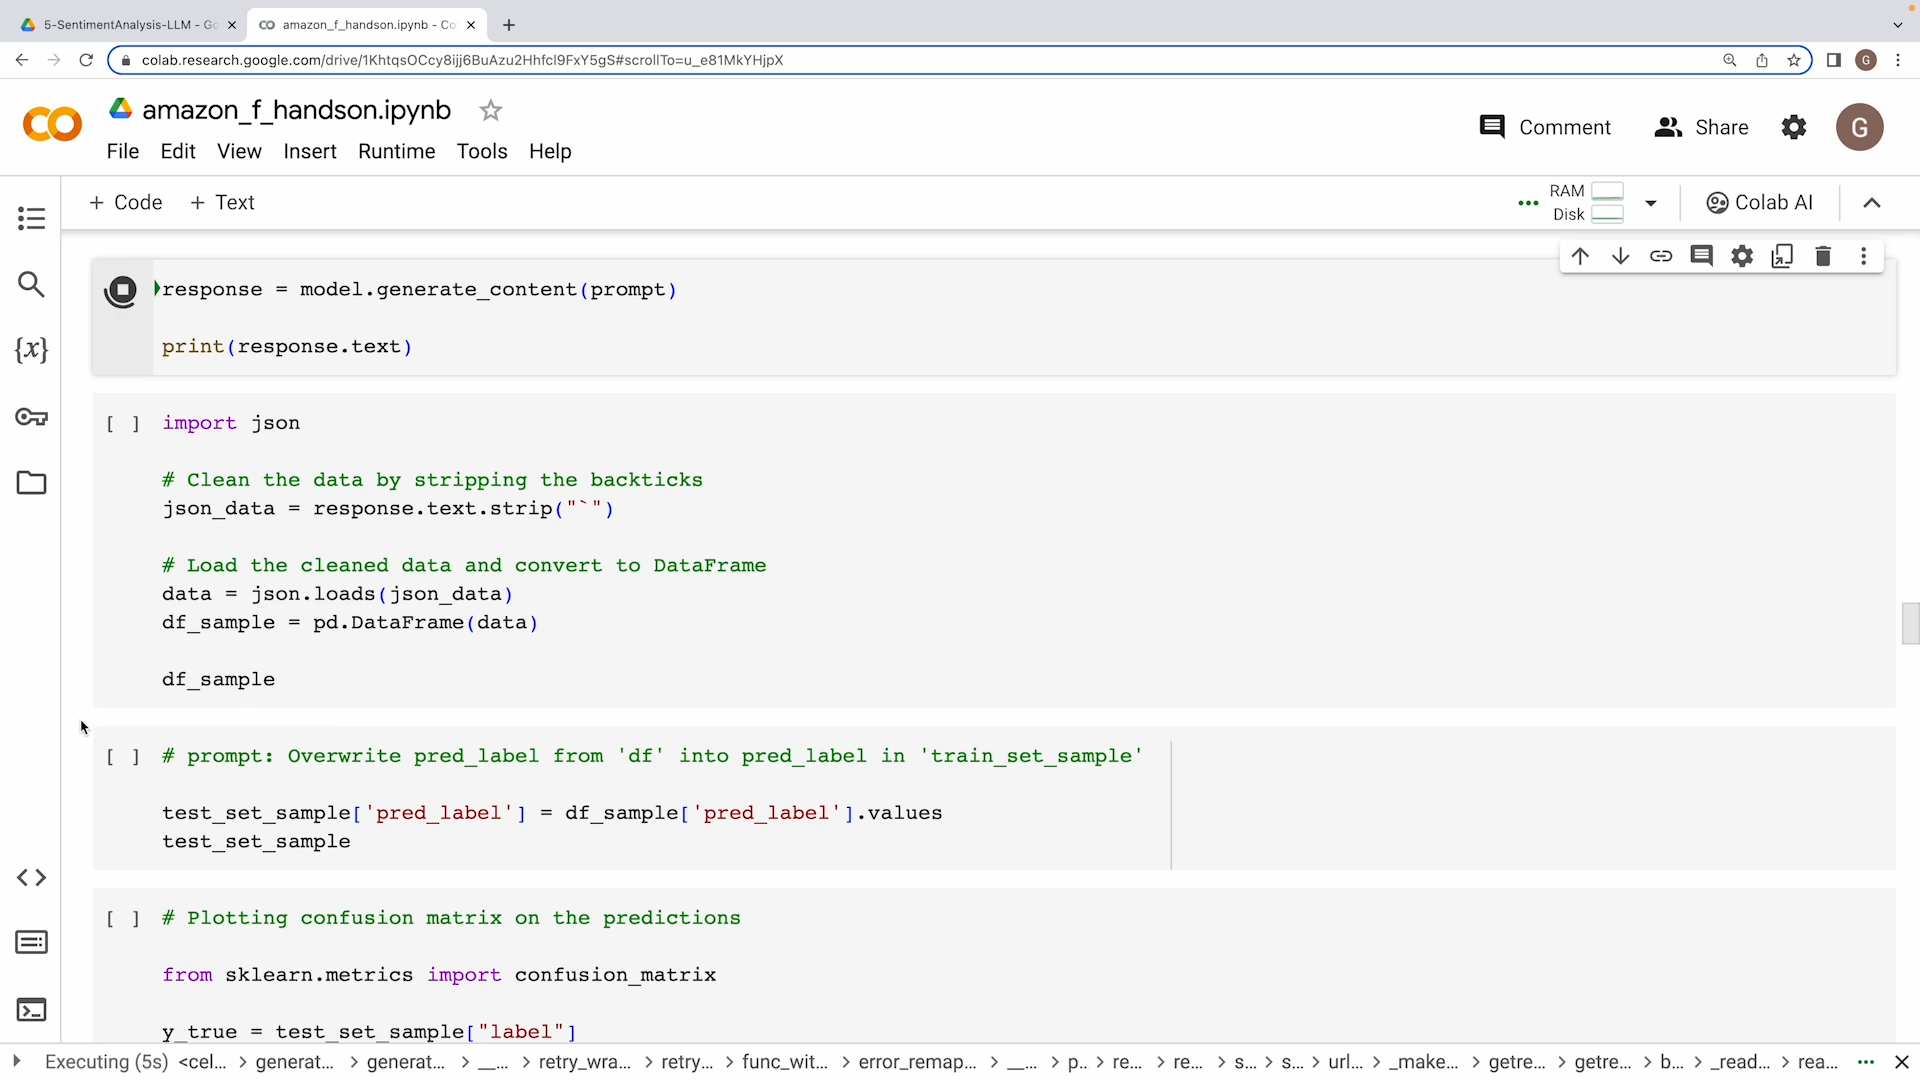 5-SentimentAnalysis-LLM - Go
amazon_f_handson.ipynb - Co
colab.research.google.com/drive/1KhtqsOCcy8ijj6BuAzu2Hhfcl9FxY5gS#scrollTo=u_e81MkYHjpX
G
CO
amazon_f_handson.ipynb
File Edit View Insert Runtime Tools Help
Comment
Share
G
+ Code + Text
RAM
Disk
Colab AI
{x}
response = model.generate_content(prompt)
print(response.text)
[ ] import json
# Clean the data by stripping the backticks
json_data = response.text.strip("`")
# Load the cleaned data and convert to DataFrame
data = json.loads(json_data)
df_sample = pd.DataFrame(data)
df_sample
[ ] # prompt: Overwrite pred_label from 'df' into pred_label in 'train_set_sample'
test_set_sample['pred_label'] = df_sample['pred_label'].values
test_set_sample
[ ] # Plotting confusion matrix on the predictions
from sklearn.metrics import confusion_matrix
y_true = test_set_sample["label"]
Executing (5s) <cel... > generat... > generat... > __... > retry_wra... > retry... > func_wit... > error_remap... > __... > p.. > re... > re... > s... > s... > url... > _make... > getre... > getre... > b... > _read... > rea...